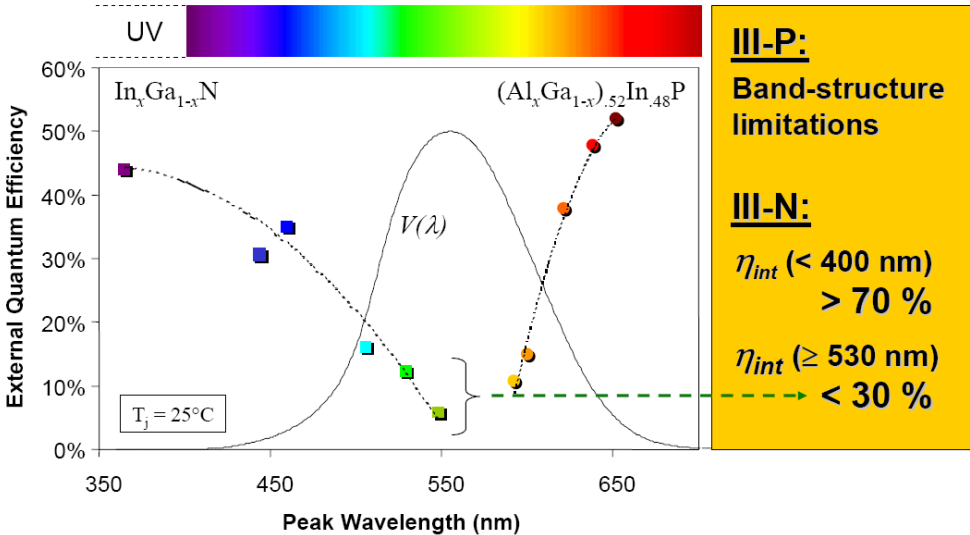 UV
60%
50%
40%
30%
20%
10%
0%
External Quantum Efficiency
InₓGa₁₋ₓN
(AlₓGa₁₋ₓ).₅₂In.₄₈P
V(λ)
Tⱼ = 25°C
350
450
550
650
Peak Wavelength (nm)
III-P:
Band-structure
limitations
III-N:
ηint (< 400 nm)
> 70 %
ηint (≥ 530 nm)
< 30 %